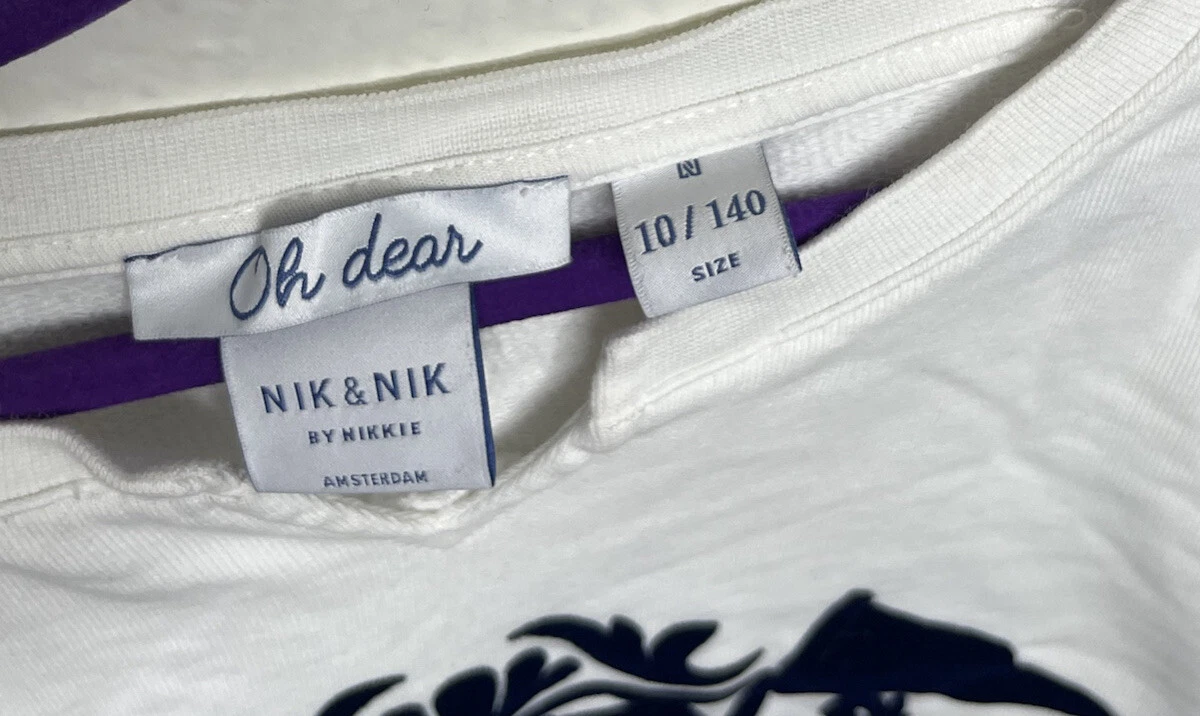 Oh dear
NIK & NIK
BY NIKKIE
AMSTERDAM
N
10 / 140
SIZE